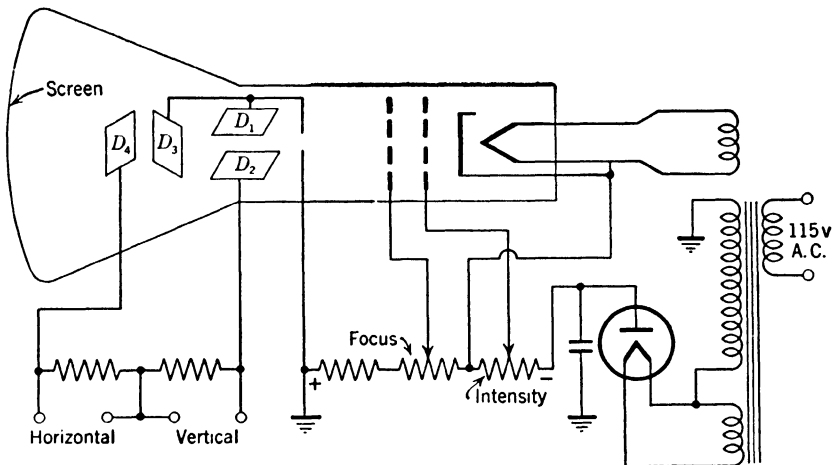 Screen
D₁
D₄
D₃
D₂
115v
A.C.
Focus
+
−
Intensity
Horizontal
Vertical